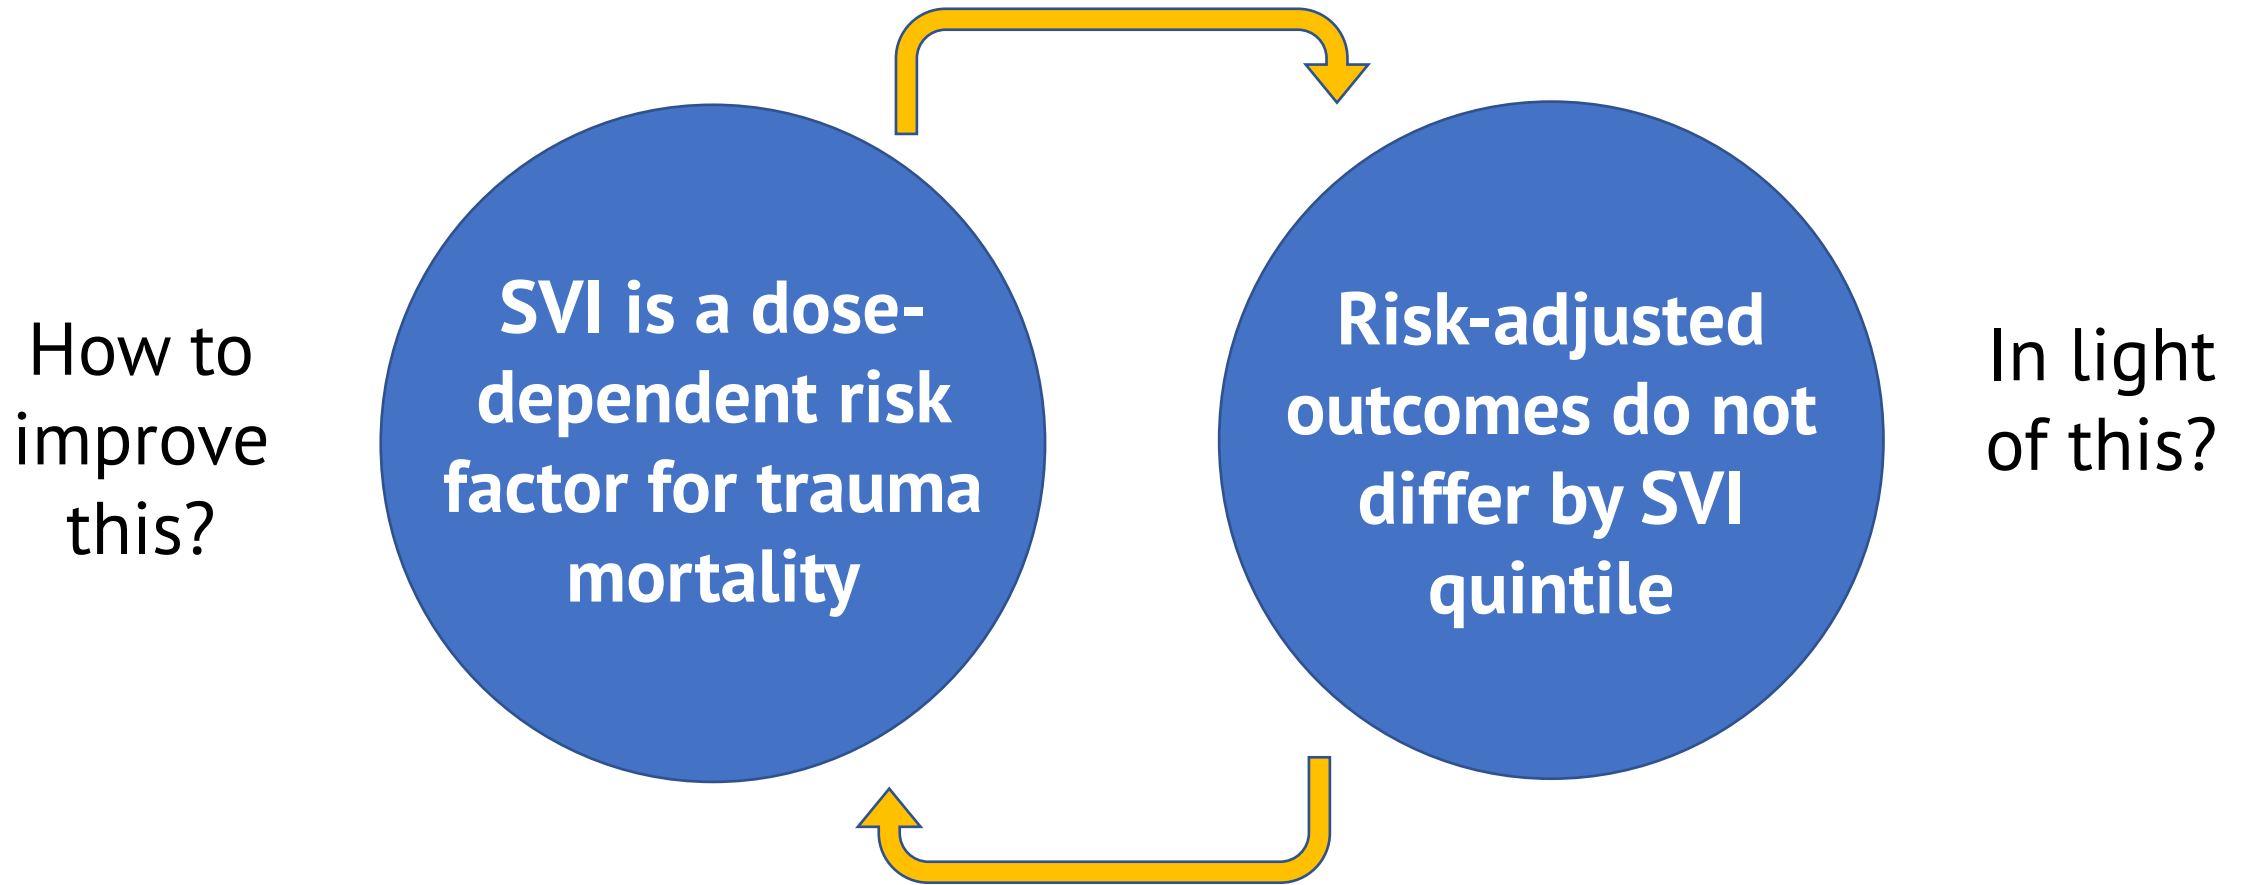 How to
improve
this?
SVI is a dose-
dependent risk
factor for trauma
mortality
Risk-adjusted
outcomes do not
differ by SVI
quintile
In light
of this?